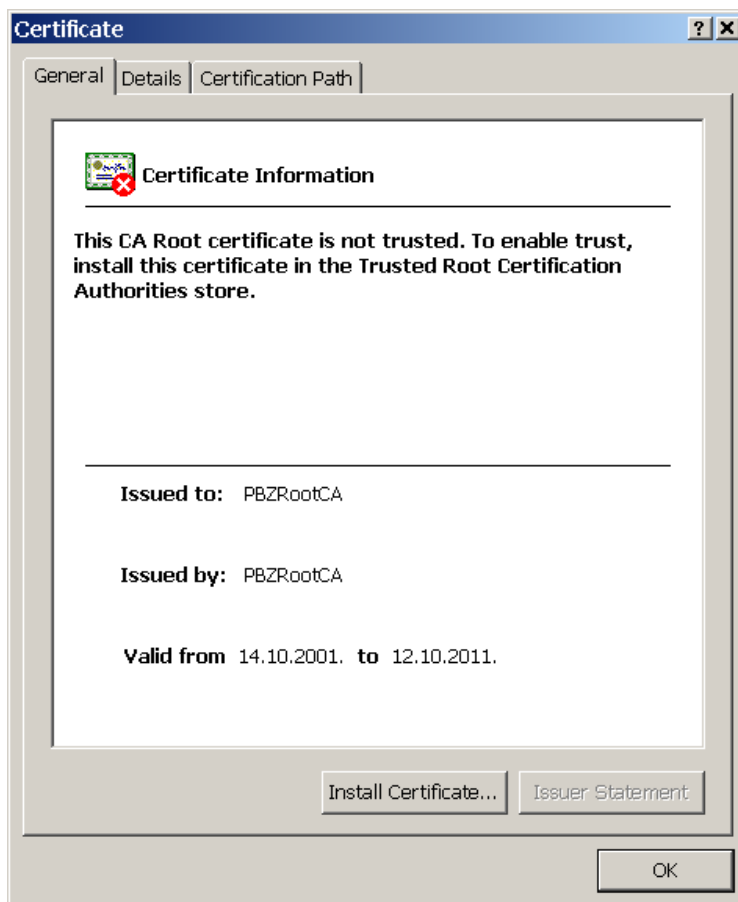 Certificate
General Details Certification Path
Certificate Information
This CA Root certificate is not trusted. To enable trust,
install this certificate in the Trusted Root Certification
Authorities store.
Issued to: PBZRootCA
Issued by: PBZRootCA
Valid from 14.10.2001. to 12.10.2011.
Install Certificate... Issuer Statement
OK